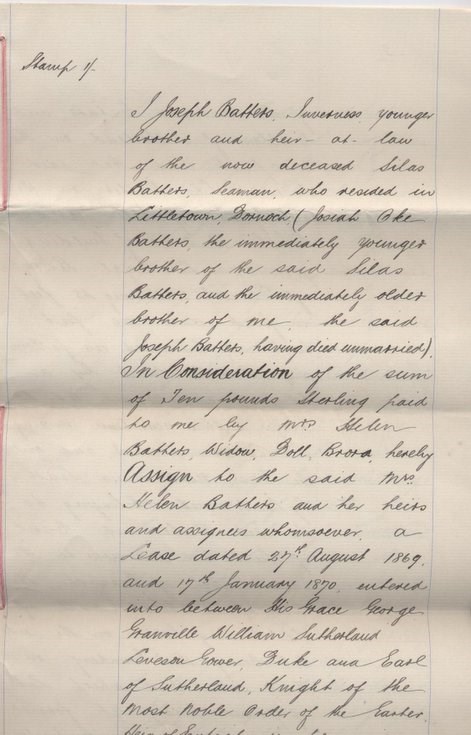 Stamp 1/-
I Joseph Batters, Inverness younger
brother and heir-at-law
of the now deceased Silas
Batters, Seaman, who resided in
Littletown, Dornoch (Josiah Oke
Batters, the immediately younger
brother of the said Silas
Batters, and the immediately older
brother of me, the said
Joseph Batters, having died unmarried).
In Consideration of the sum
of Ten pounds Sterling paid
to me by Mrs Helen
Batters, Widow, Doll, Brora, hereby
Assign to the said Mrs.
Helen Batters and her heirs
and assignees whomsoever, a
Lease dated 27th August 1869,
and 17th January 1870, entered
into between His Grace George
Granville William Sutherland
Leveson Gower, Duke and Earl
of Sutherland, Knight of the
Most Noble Order of the Garter,